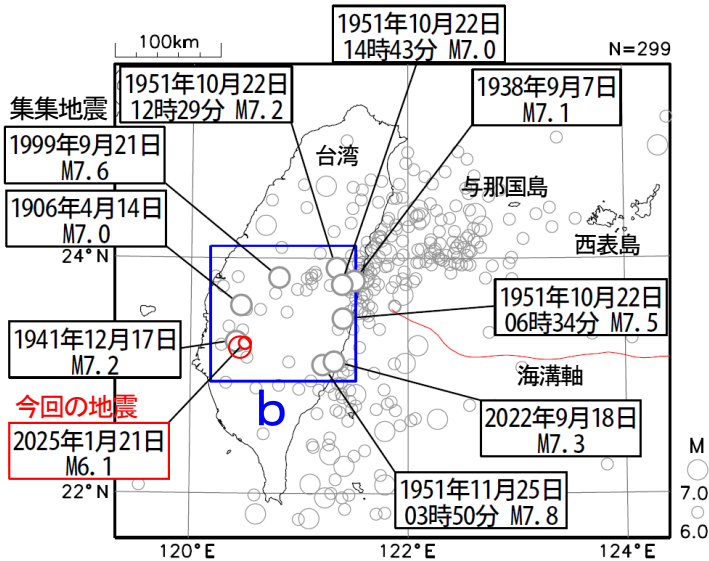 100km
N=299
1951年10月22日
14時43分 M7.0
1951年10月22日
12時29分 M7.2
1938年9月7日
M7.1
集集地震
1999年9月21日
M7.6
台湾
与那国島
1906年4月14日
M7.0
西表島
24°N
1951年10月22日
06時34分 M7.5
1941年12月17日
M7.2
海溝軸
今回の地震
2025年1月21日
M6.1
b
2022年9月18日
M7.3
1951年11月25日
03時50分 M7.8
M
7.0
6.0
22°N
120°E
122°E
124°E